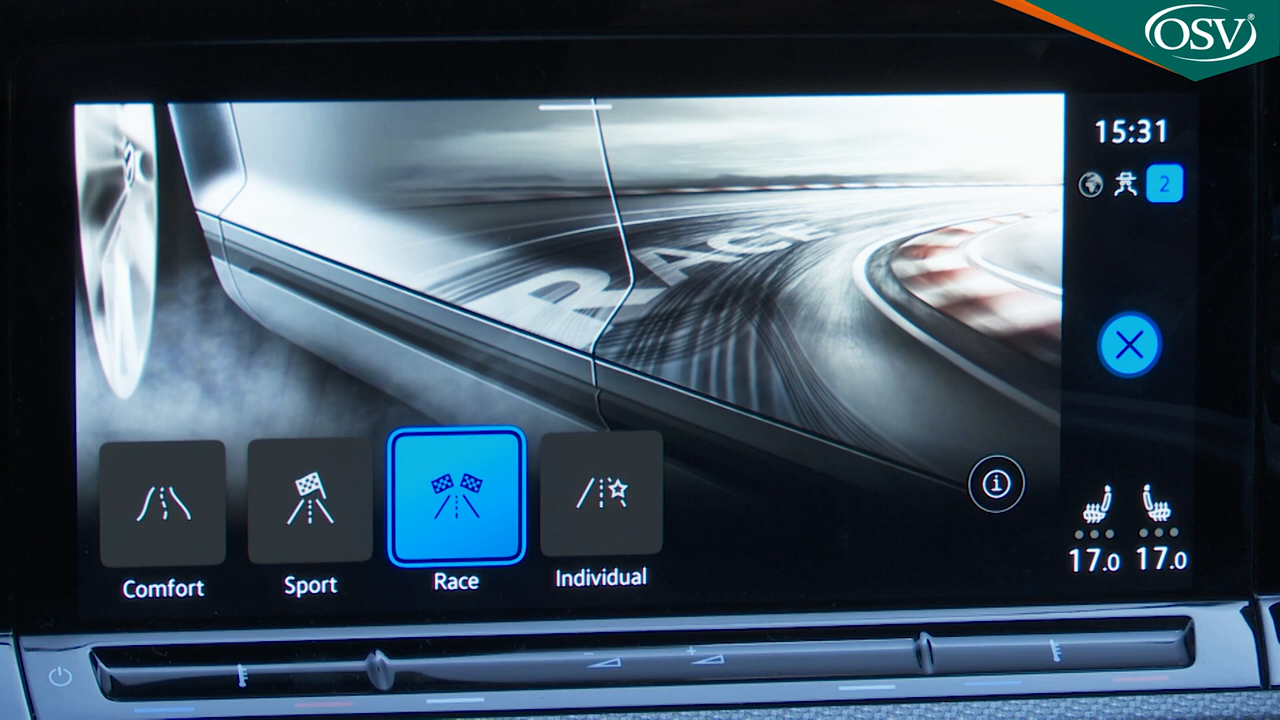 OSV
15:31
2
RACE
Comfort
Sport
Race
Individual
17.0
17.0